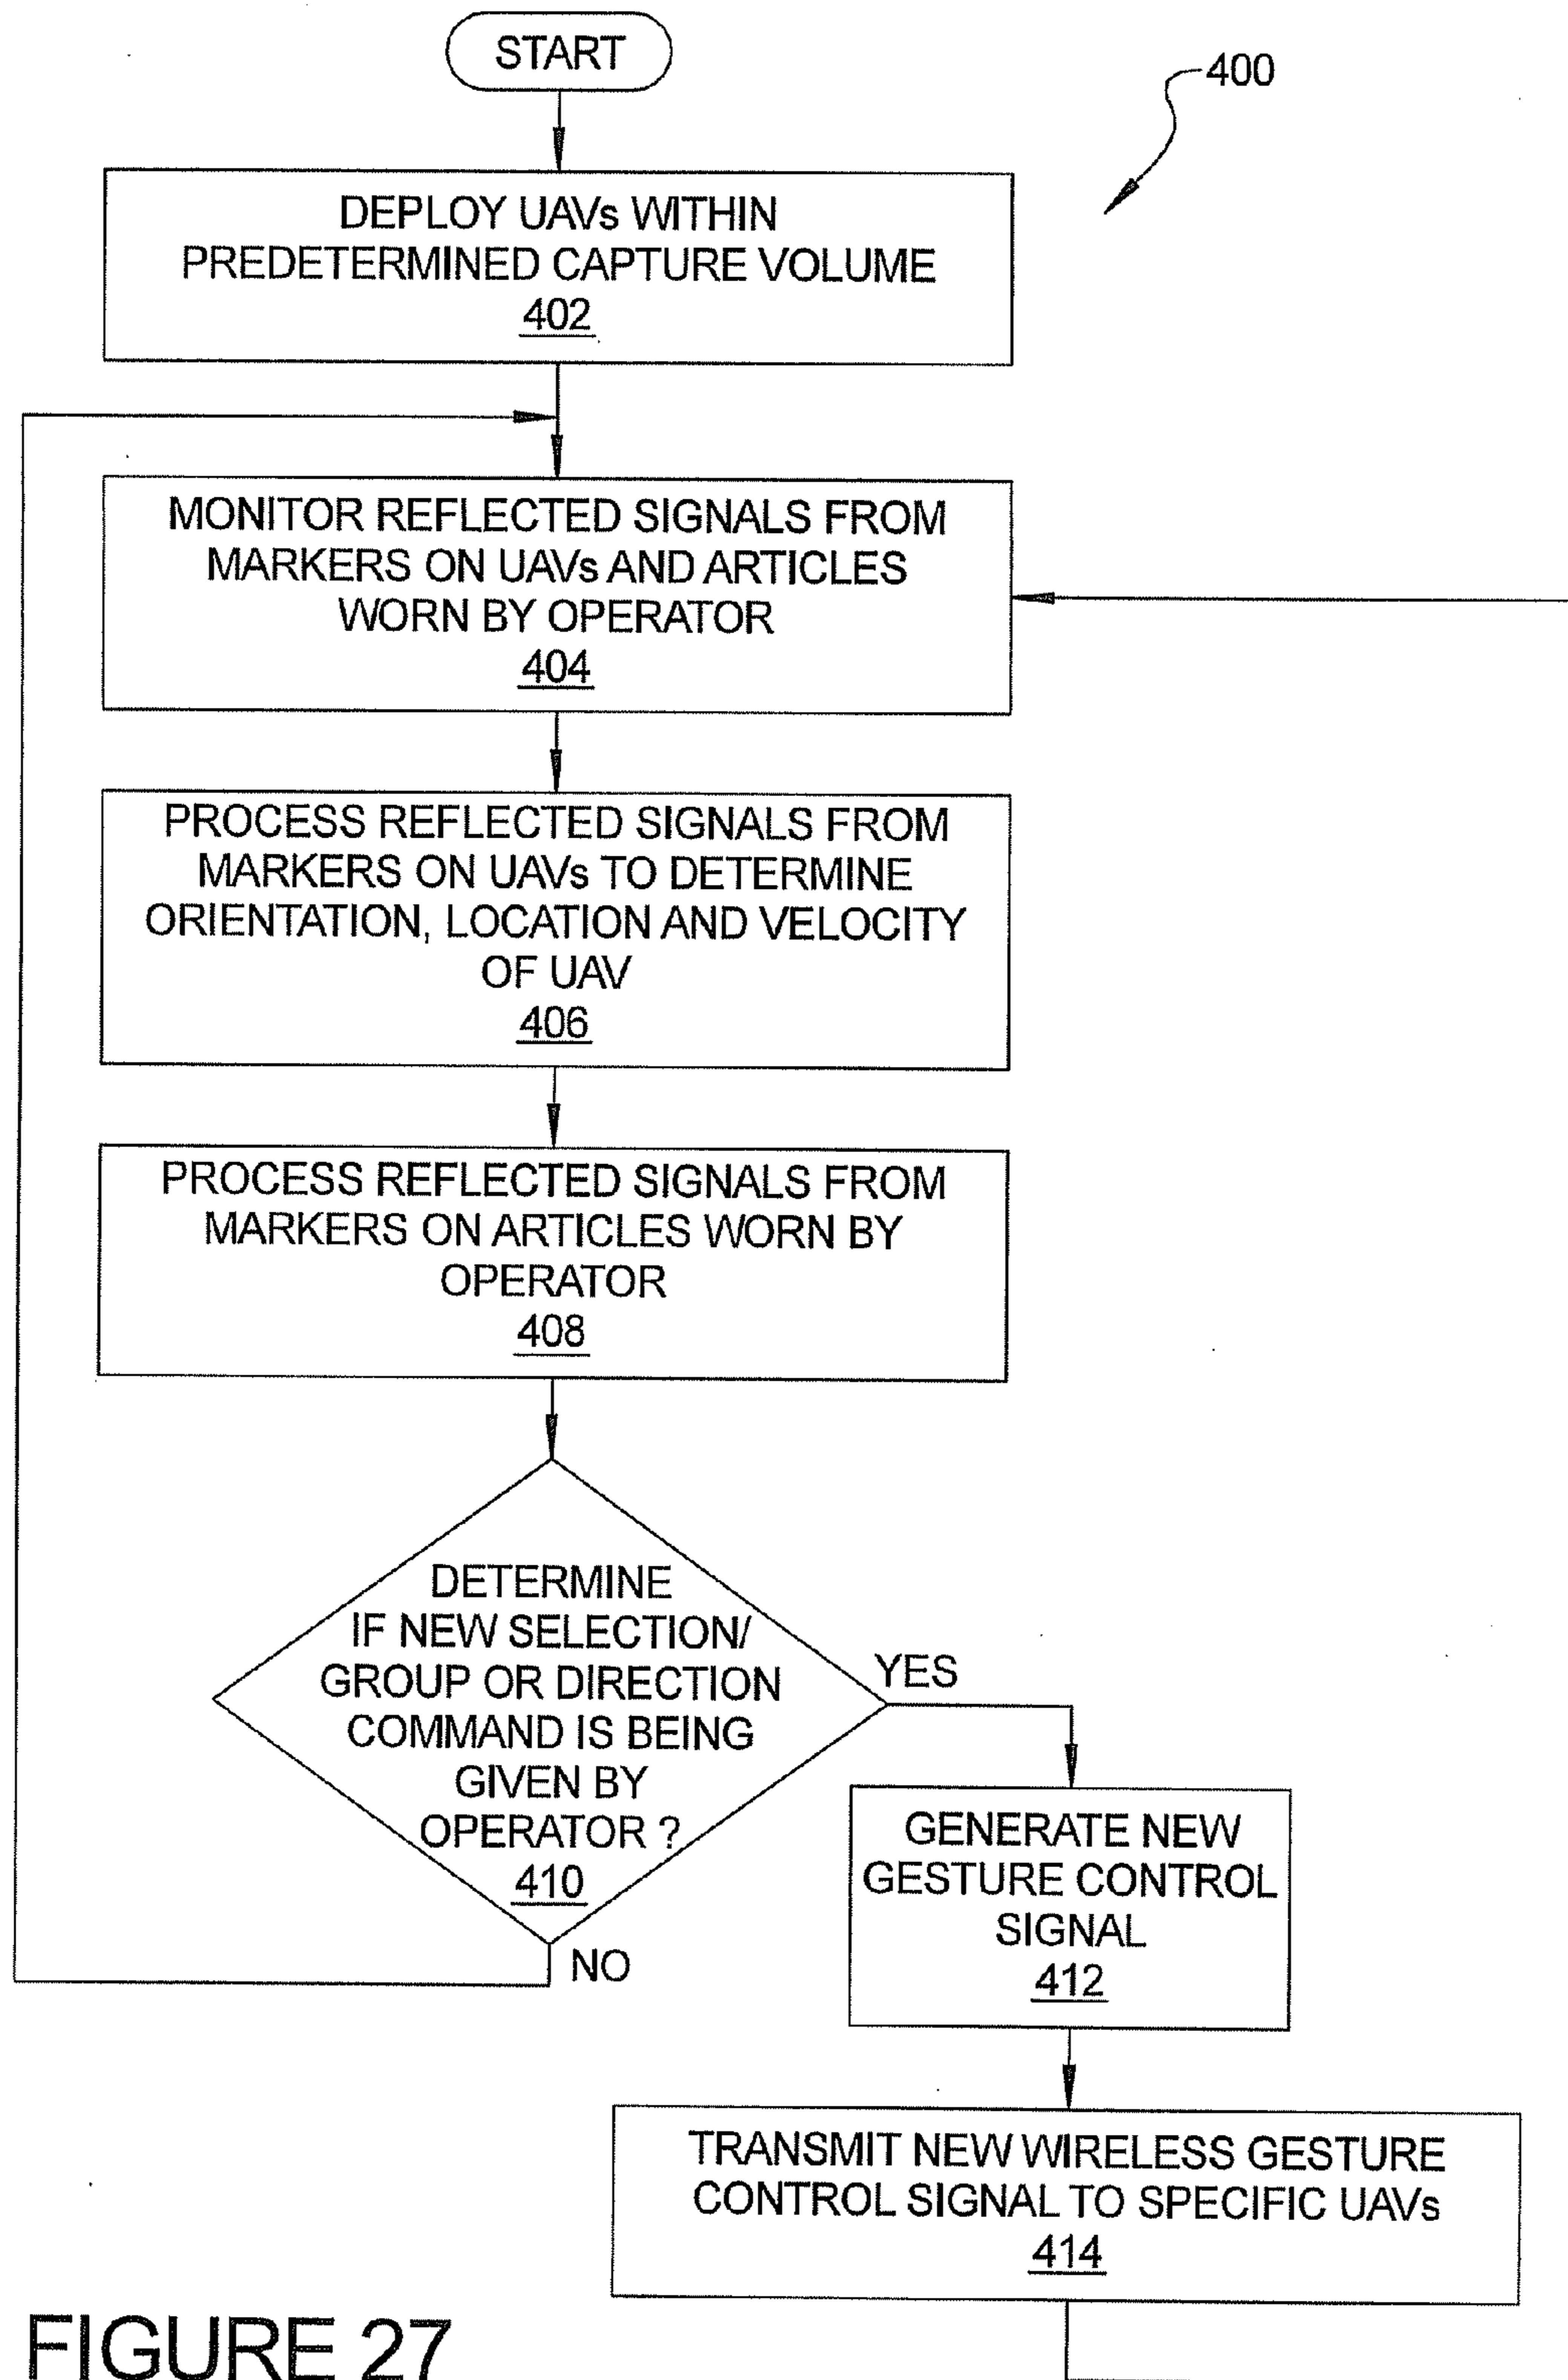 START
400
DEPLOY UAVs WITHIN
PREDETERMINED CAPTURE VOLUME
402
MONITOR REFLECTED SIGNALS FROM
MARKERS ON UAVs AND ARTICLES
WORN BY OPERATOR
404
PROCESS REFLECTED SIGNALS FROM
MARKERS ON UAVs TO DETERMINE
ORIENTATION, LOCATION AND VELOCITY
OF UAV
406
PROCESS REFLECTED SIGNALS FROM
MARKERS ON ARTICLES WORN BY
OPERATOR
408
DETERMINE
IF NEW SELECTION/
GROUP OR DIRECTION
COMMAND IS BEING
GIVEN BY
OPERATOR ?
410
YES
NO
GENERATE NEW
GESTURE CONTROL
SIGNAL
412
TRANSMIT NEW WIRELESS GESTURE
CONTROL SIGNAL TO SPECIFIC UAVs
414
FIGURE 27